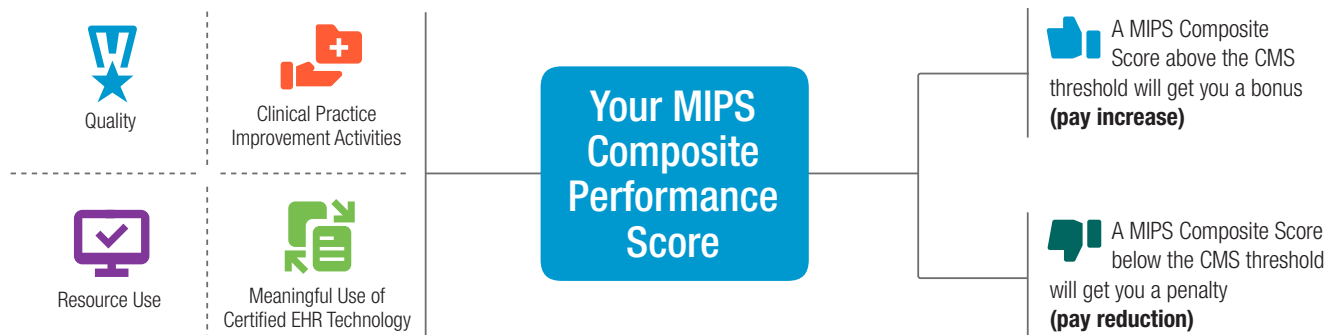 Quality
Clinical Practice
Improvement Activities
Resource Use
Meaningful Use of
Certified EHR Technology
Your MIPS
Composite
Performance
Score
A MIPS Composite
Score above the CMS
threshold will get you a bonus
(pay increase)
A MIPS Composite Score
below the CMS threshold
will get you a penalty
(pay reduction)